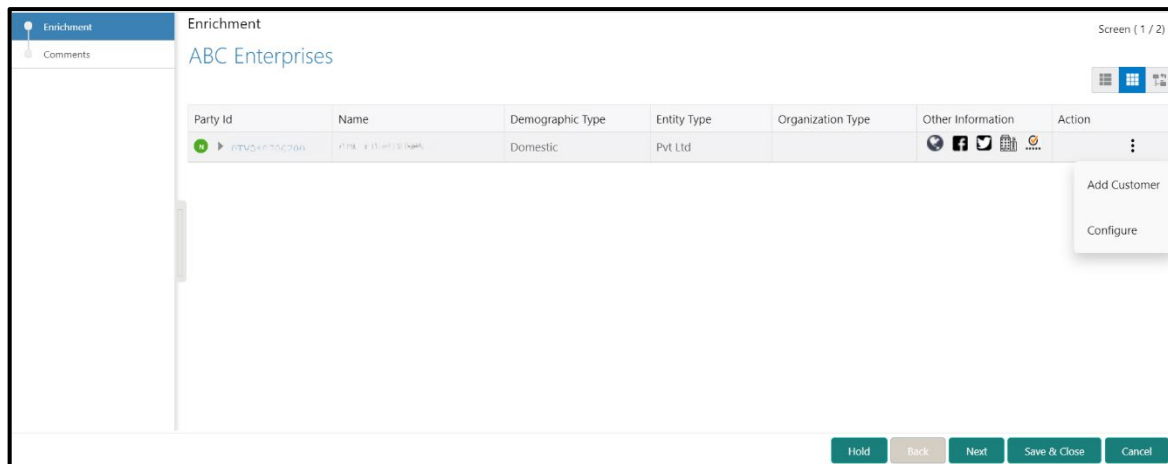 Enrichment
Comments
Enrichment
Screen ( 1 / 2)
ABC Enterprises
Party Id Name Demographic Type Entity Type Organization Type Other Information Action
N Domestic Pvt Ltd
Add Customer
Configure
Hold Back Next Save & Close Cancel